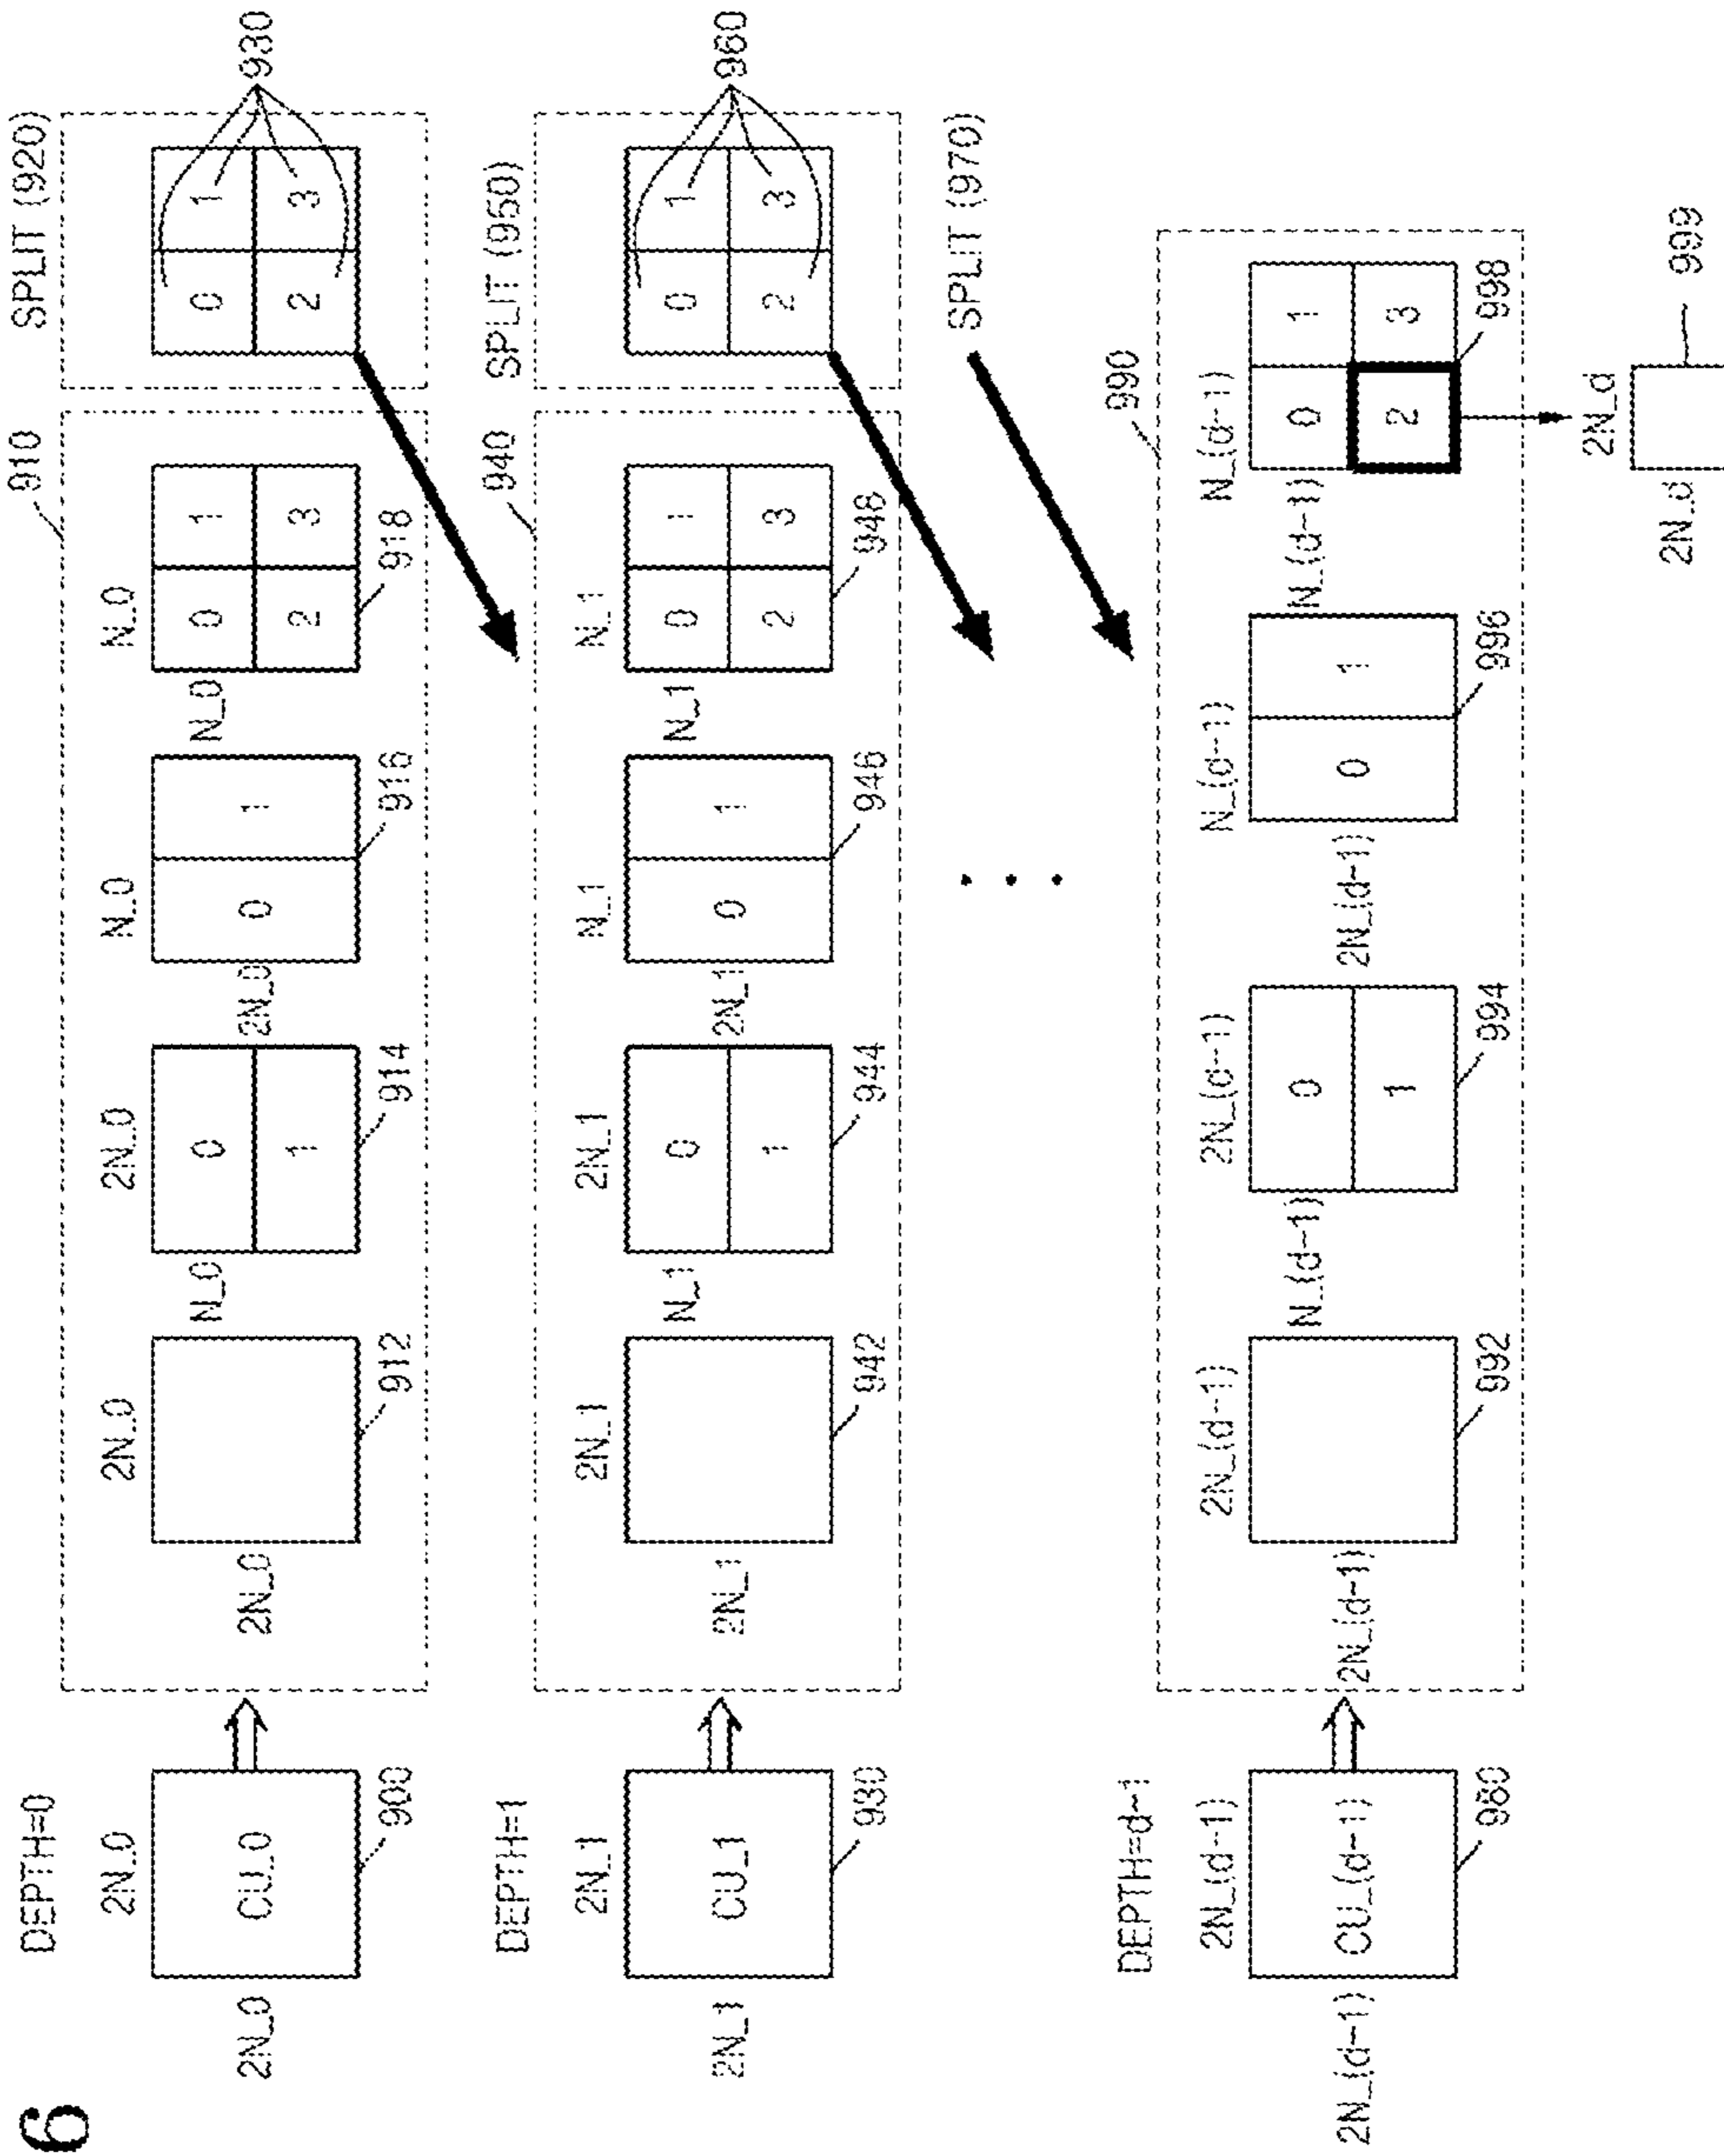 6
DEPTH=0
2N_0
2N_0
CU_0
900
910
2N_0
2N_0
912
2N_0
N_0
0
1
914
N_0
2N_0
0
1
916
N_0
N_0
0
1
2
3
918
SPLIT (920)
0
1
2
3
930
DEPTH=1
2N_1
2N_1
CU_1
930
940
2N_1
2N_1
942
2N_1
N_1
0
1
944
N_1
2N_1
0
1
946
N_1
N_1
0
1
2
3
948
SPLIT (950)
0
1
2
3
960
SPLIT (970)
DEPTH=d-1
2N_(d-1)
2N_(d-1)
CU_(d-1)
980
990
2N_(d-1)
2N_(d-1)
992
2N_(d-1)
N_(d-1)
0
1
994
N_(d-1)
2N_(d-1)
0
1
996
N_(d-1)
N_(d-1)
0
1
2
3
998
2N_d
2N_d
999